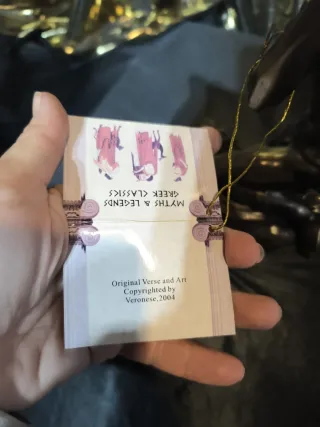 MYTHS & LEGENDS
GREEK CLASSICS
Original Verse and Art
Copyrighted by
Veronese,2004